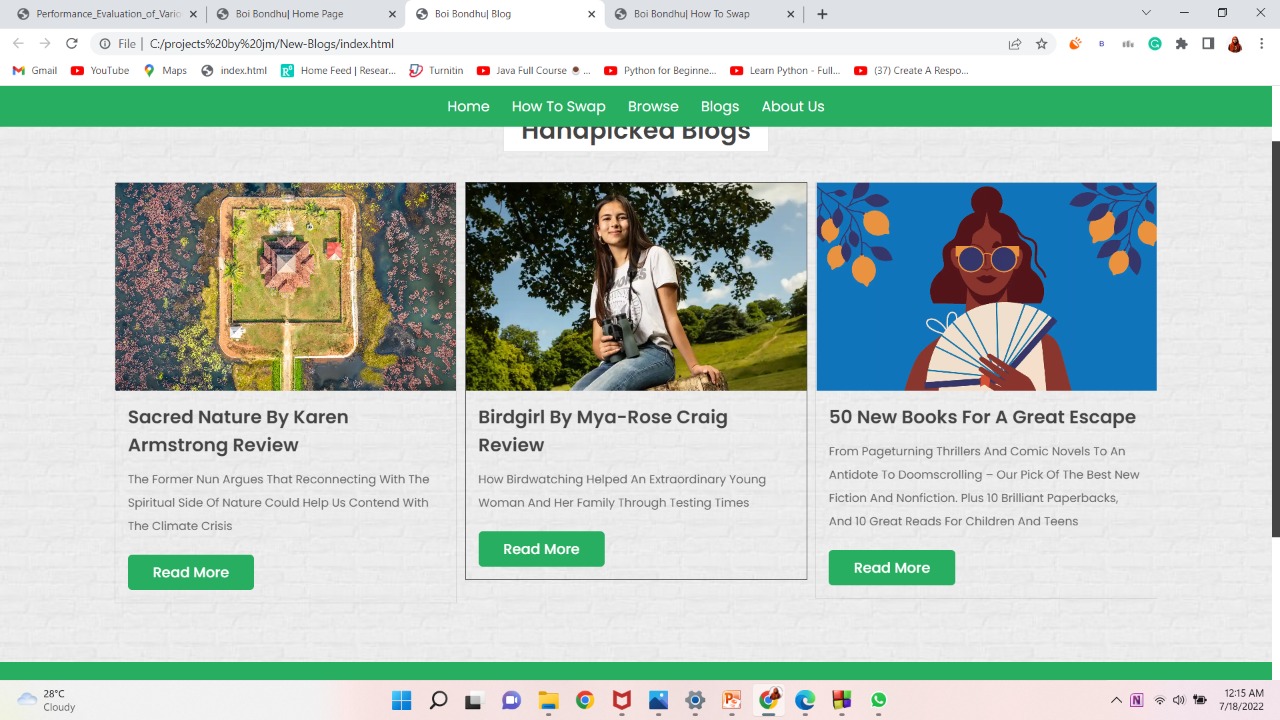 Performance_Evaluation_of_Vario
Boi Bondhu| Home Page
Boi Bondhu| Blog
Boi Bondhu| How To Swap
File | C:/projects%20by%20jm/New-Blogs/index.html
Gmail
YouTube
Maps
index.html
Home Feed | Resear...
Turnitin
Java Full Course ...
Python for Beginne...
Learn Python - Full...
(37) Create A Respo...
Home
How To Swap
Browse
Blogs
About Us
Handpicked Blogs
Sacred Nature By Karen
Armstrong Review
The Former Nun Argues That Reconnecting With The
Spiritual Side Of Nature Could Help Us Contend With
The Climate Crisis
Read More
Birdgirl By Mya-Rose Craig
Review
How Birdwatching Helped An Extraordinary Young
Woman And Her Family Through Testing Times
Read More
50 New Books For A Great Escape
From Pageturning Thrillers And Comic Novels To An
Antidote To Doomscrolling – Our Pick Of The Best New
Fiction And Nonfiction. Plus 10 Brilliant Paperbacks,
And 10 Great Reads For Children And Teens
Read More
28°C
Cloudy
12:15 AM
7/18/2022